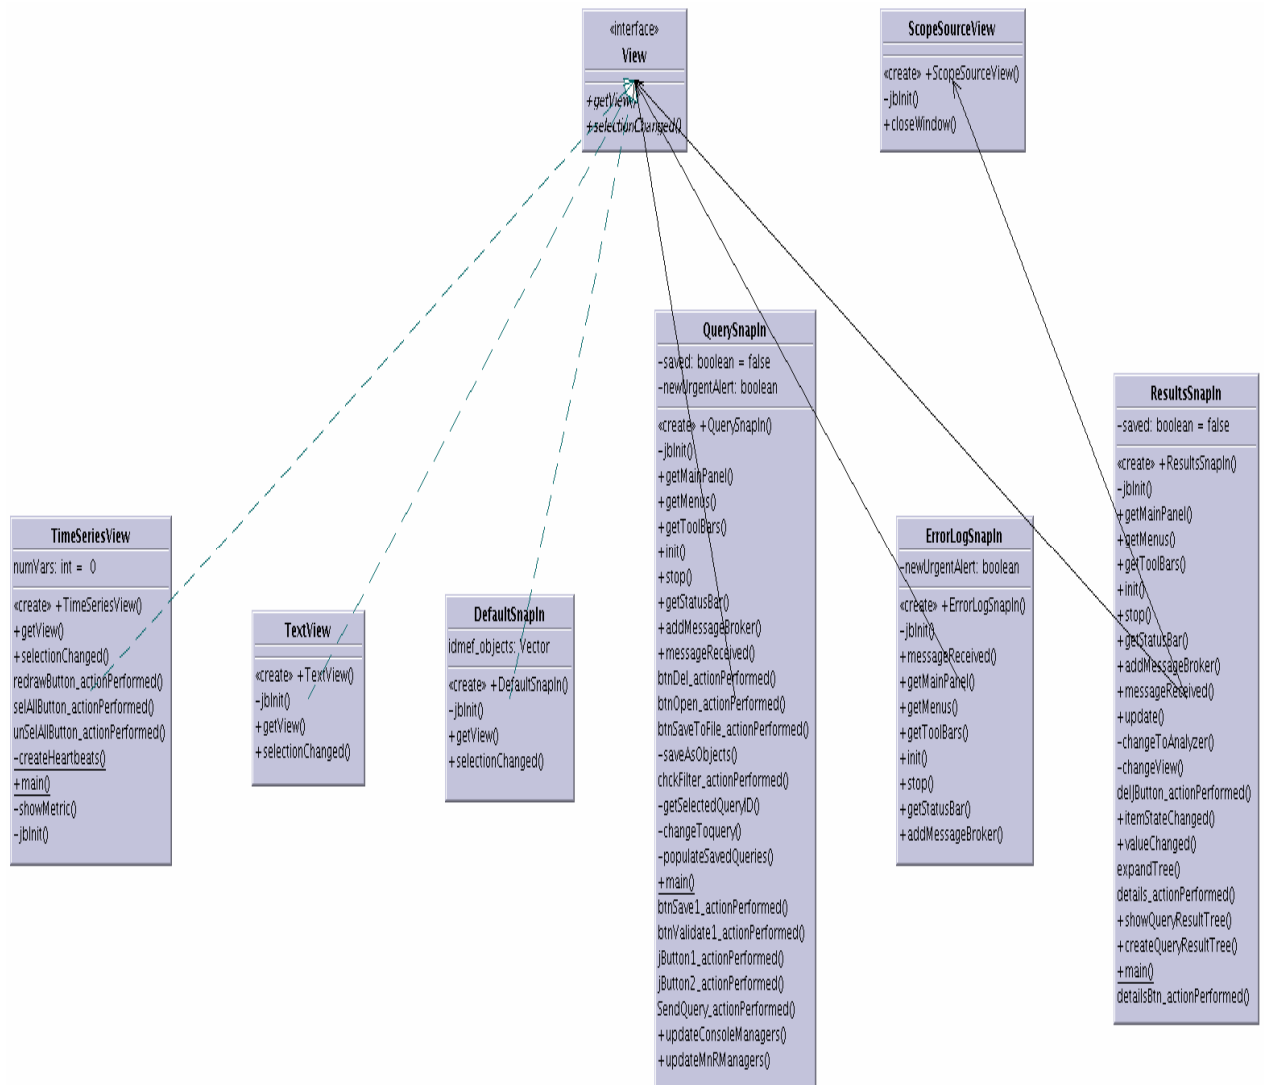 «interface»
View
+getView()
+selectionChanged()
ScopeSourceView
«create» +ScopeSourceView()
-jbInit()
+closeWindow()
TimeSeriesView
numVars: int = 0
«create» +TimeSeriesView()
+getView()
+selectionChanged()
redrawButton_actionPerformed()
selAllButton_actionPerformed()
unSelAllButton_actionPerformed()
-createHeartbeats()
+main()
-showMetric()
-jbInit()
TextView
«create» +TextView()
-jbInit()
+getView()
+selectionChanged()
DefaultSnapIn
idmef_objects: Vector
«create» +DefaultSnapIn()
-jbInit()
+getView()
+selectionChanged()
QuerySnapIn
-saved: boolean = false
-newUrgentAlert: boolean
«create» +QuerySnapIn()
-jbInit()
+getMainPanel()
+getMenus()
+getToolBars()
+init()
+stop()
+getStatusBar()
+addMessageBroker()
+messageReceived()
btnDel_actionPerformed()
btnOpen_actionPerformed()
btnSaveToFile_actionPerformed()
-saveAsObjects()
chckFilter_actionPerformed()
-getSelectedQueryID()
-changeToquery()
-populateSavedQueries()
+main()
btnSave1_actionPerformed()
btnValidate1_actionPerformed()
jButton1_actionPerformed()
jButton2_actionPerformed()
SendQuery_actionPerformed()
+updateConsoleManagers()
+updateMnRManagers()
ErrorLogSnapIn
-newUrgentAlert: boolean
«create» +ErrorLogSnapIn()
-jbInit()
+messageReceived()
+getMainPanel()
+getMenus()
+getToolBars()
+init()
+stop()
+getStatusBar()
+addMessageBroker()
ResultsSnapIn
-saved: boolean = false
«create» +ResultsSnapIn()
-jbInit()
+getMainPanel()
+getMenus()
+getToolBars()
+init()
+stop()
+getStatusBar()
+addMessageBroker()
+messageReceived()
+update()
-changeToAnalyzer()
-changeView()
delJButton_actionPerformed()
+itemStateChanged()
+valueChanged()
expandTree()
details_actionPerformed()
+showQueryResultTree()
+createQueryResultTree()
+main()
detailsBtn_actionPerformed()